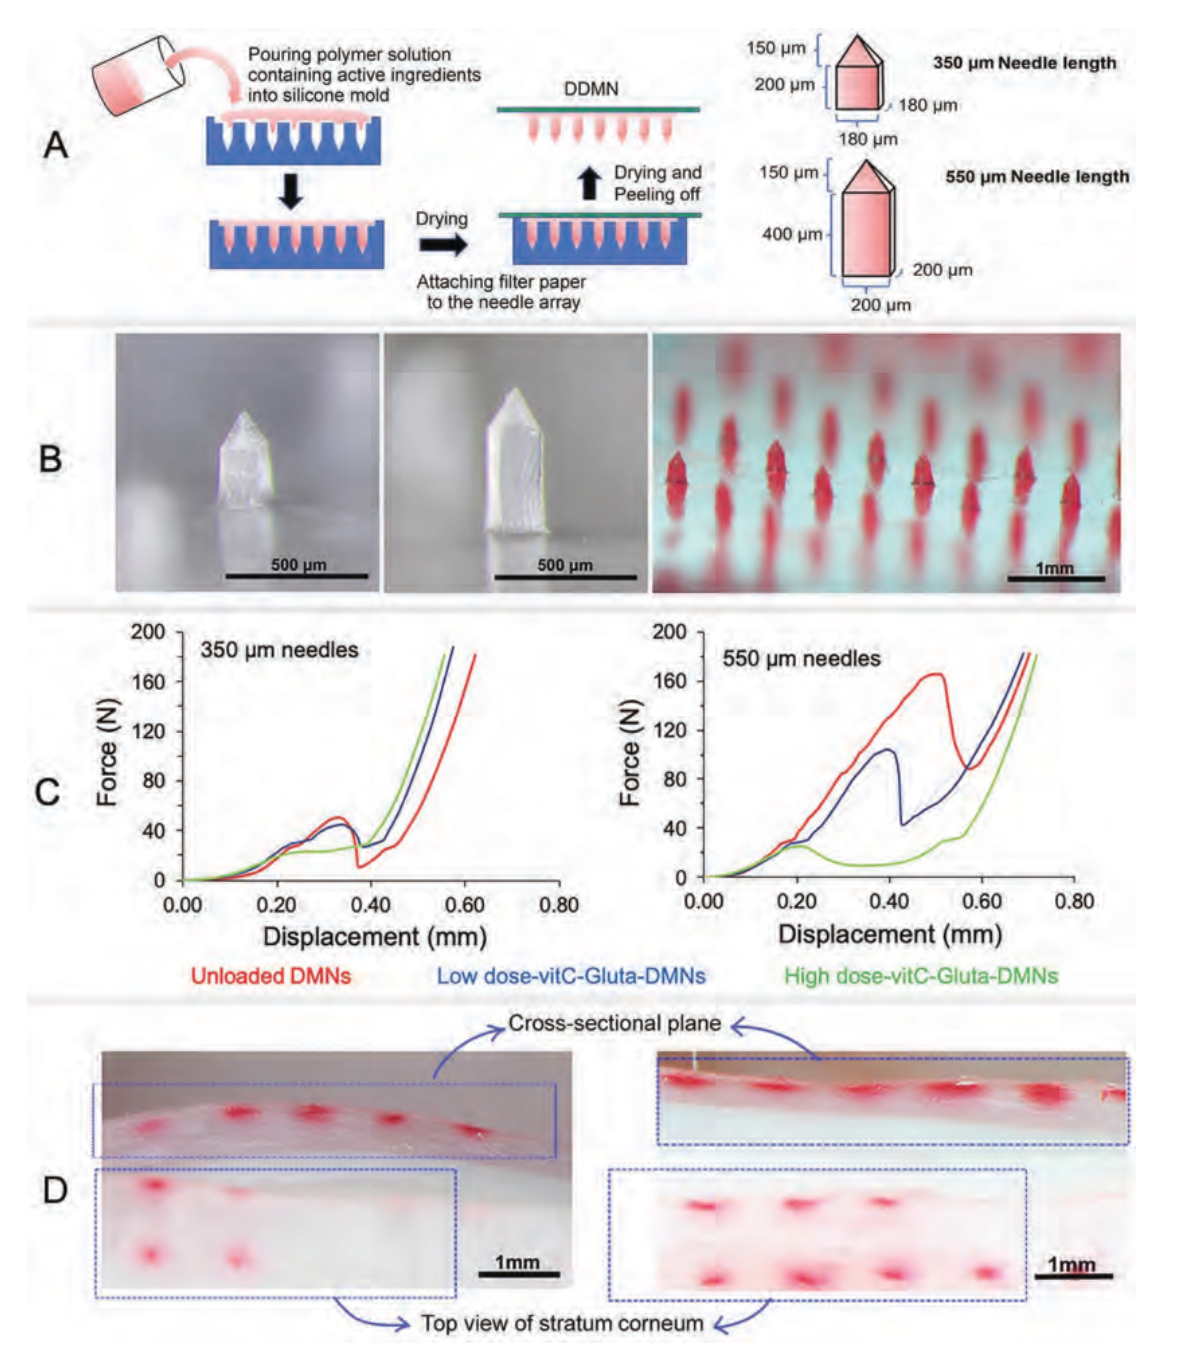 A
Pouring polymer solution
containing active ingredients
into silicone mold
Drying
Attaching filter paper
to the needle array
DDMN
Drying and
Peeling off
150 µm
200 µm
180 µm
180 µm
350 µm Needle length
150 µm
400 µm
200 µm
200 µm
550 µm Needle length
B
500 µm
500 µm
1mm
C
350 µm needles
Force (N)
200
160
120
80
40
0
0.00 0.20 0.40 0.60 0.80
Displacement (mm)
550 µm needles
Force (N)
200
160
120
80
40
0
0.00 0.20 0.40 0.60 0.80
Displacement (mm)
Unloaded DMNs
Low dose-vitC-Gluta-DMNs
High dose-vitC-Gluta-DMNs
D
Cross-sectional plane
1mm
1mm
Top view of stratum corneum